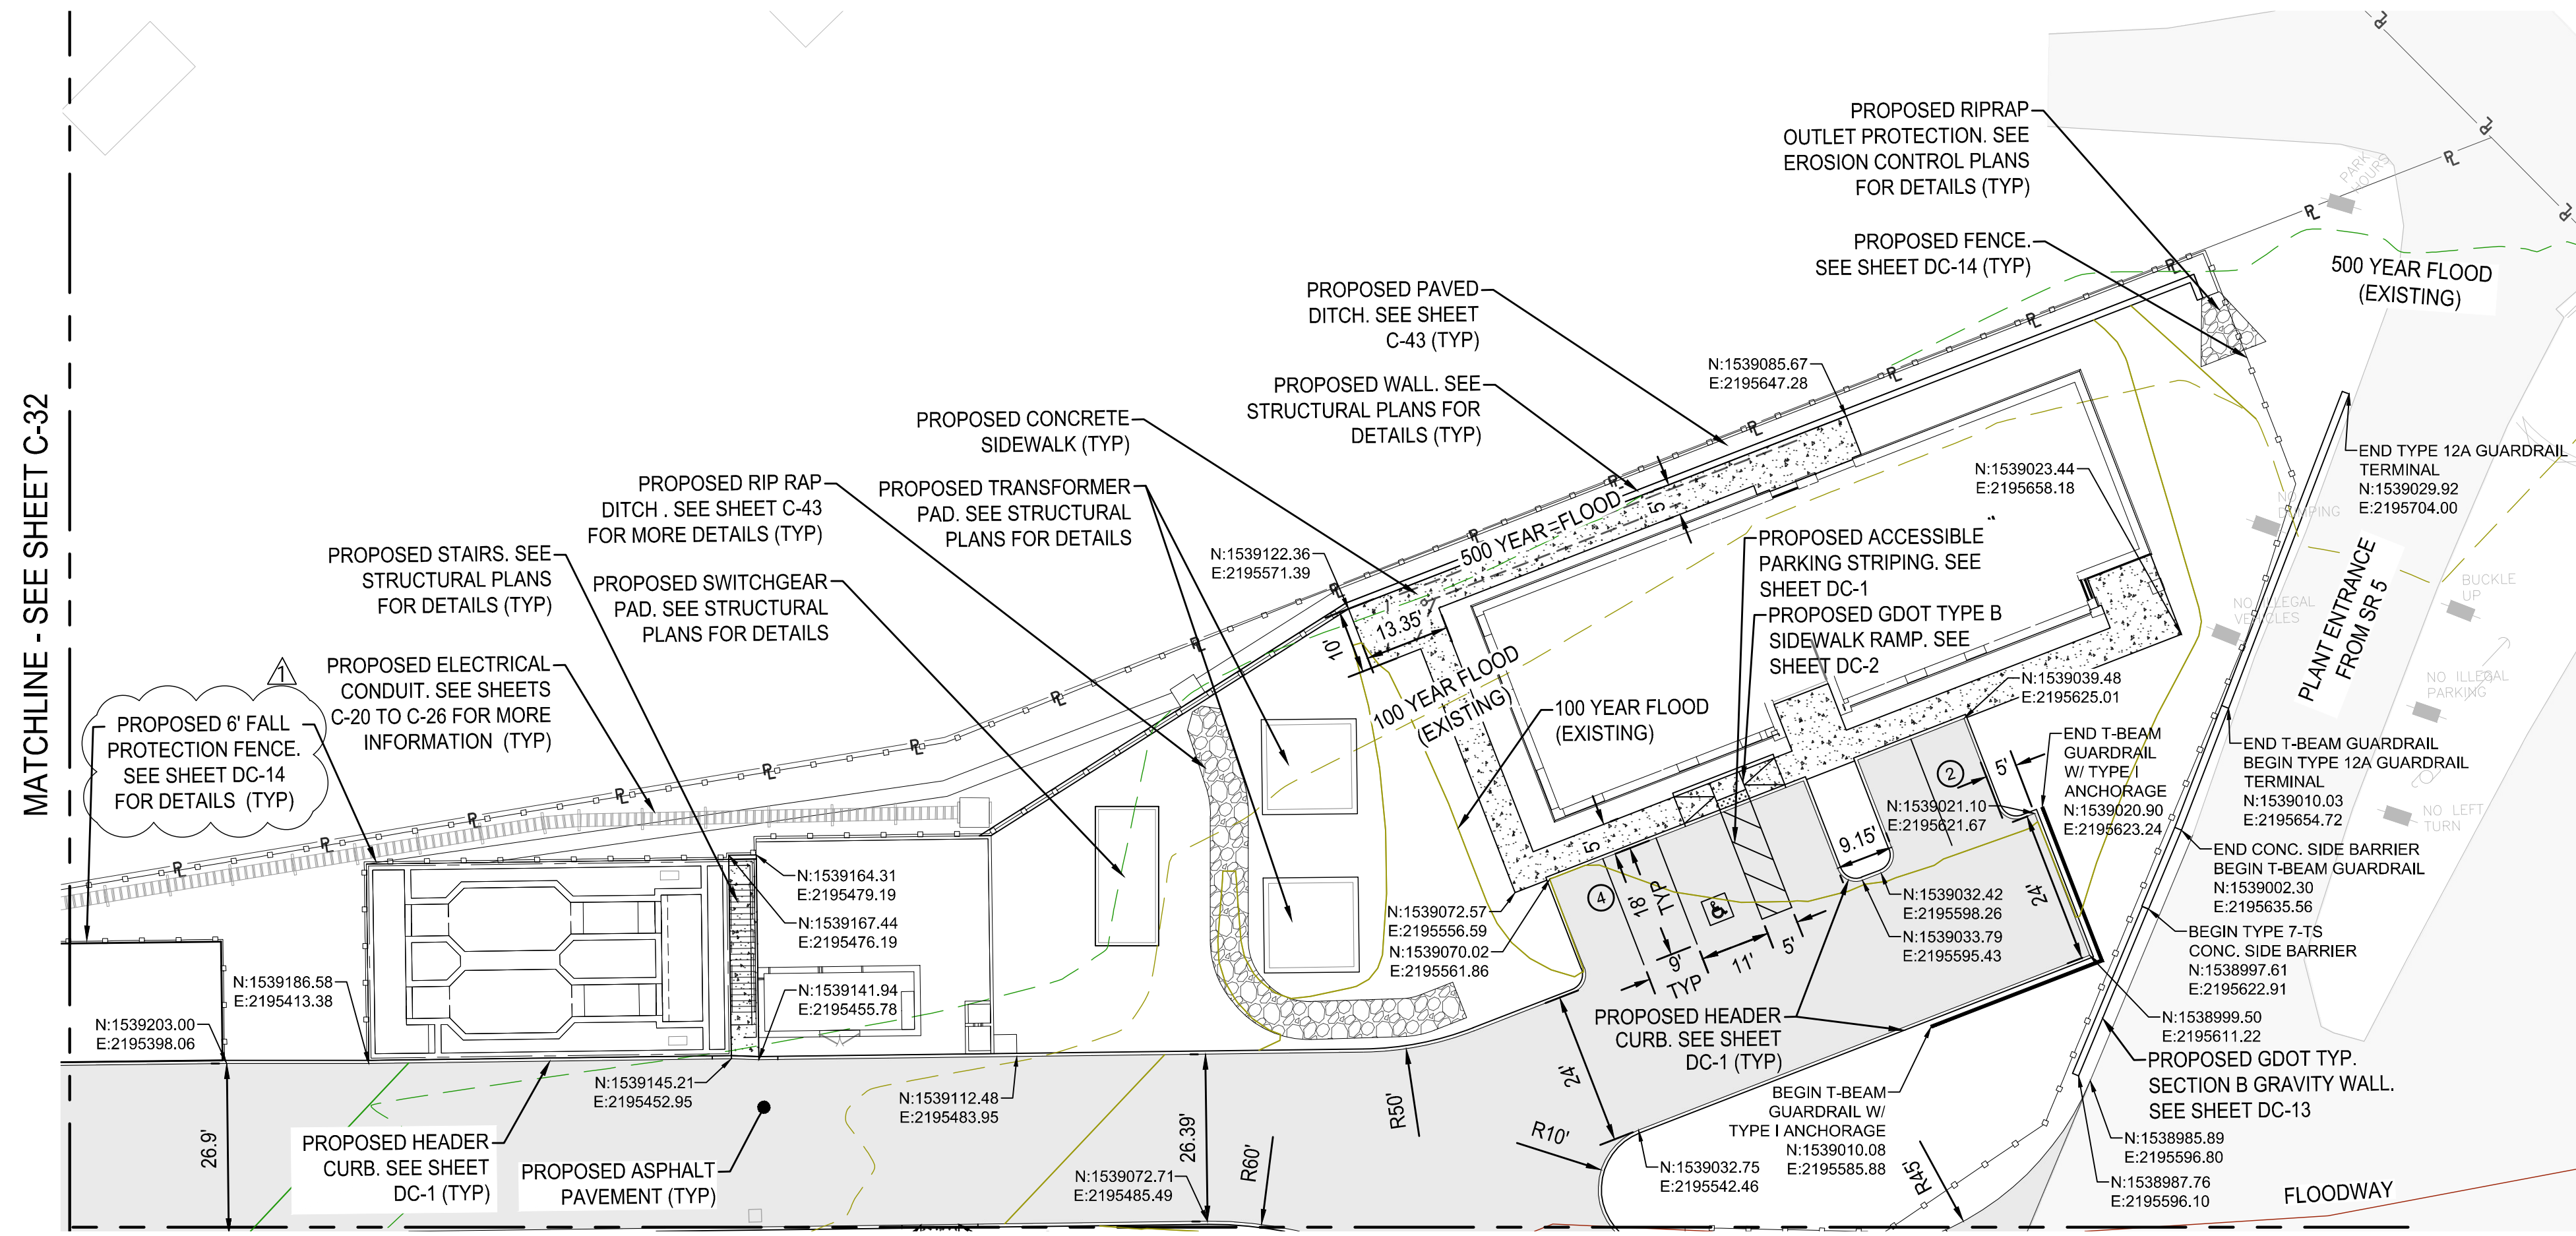 MATCHLINE - SEE SHEET C-32
PROPOSED RIPRAP
OUTLET PROTECTION. SEE
EROSION CONTROL PLANS
FOR DETAILS (TYP)
PROPOSED FENCE.
SEE SHEET DC-14 (TYP)
PARK
HOURS
500 YEAR FLOOD
(EXISTING)
PROPOSED PAVED
DITCH. SEE SHEET
C-43 (TYP)
PROPOSED WALL. SEE
STRUCTURAL PLANS FOR
DETAILS (TYP)
N:1539085.67
E:2195647.28
PROPOSED CONCRETE
SIDEWALK (TYP)
PROPOSED TRANSFORMER
PAD. SEE STRUCTURAL
PLANS FOR DETAILS
PROPOSED RIP RAP
DITCH . SEE SHEET C-43
FOR MORE DETAILS (TYP)
PROPOSED STAIRS. SEE
STRUCTURAL PLANS
FOR DETAILS (TYP)
PROPOSED SWITCHGEAR
PAD. SEE STRUCTURAL
PLANS FOR DETAILS
PROPOSED ELECTRICAL
CONDUIT. SEE SHEETS
C-20 TO C-26 FOR MORE
INFORMATION (TYP)
1
PROPOSED 6' FALL
PROTECTION FENCE.
SEE SHEET DC-14
FOR DETAILS (TYP)
N:1539122.36
E:2195571.39
500 YEAR FLOOD
5'
10'
13.35'
100 YEAR FLOOD
(EXISTING)
100 YEAR FLOOD
(EXISTING)
PROPOSED ACCESSIBLE
PARKING STRIPING. SEE
SHEET DC-1
PROPOSED GDOT TYPE B
SIDEWALK RAMP. SEE
SHEET DC-2
N:1539023.44
E:2195658.18
END TYPE 12A GUARDRAIL
TERMINAL
N:1539029.92
E:2195704.00
NO
DUMPING
NO ILLEGAL
VEHICLES
BUCKLE
UP
NO ILLEGAL
PARKING
NO LEFT
TURN
PLANT ENTRANCE
FROM SR 5
N:1539039.48
E:2195625.01
END T-BEAM
GUARDRAIL
W/ TYPE I
ANCHORAGE
N:1539020.90
E:2195623.24
END T-BEAM GUARDRAIL
BEGIN TYPE 12A GUARDRAIL
TERMINAL
N:1539010.03
E:2195654.72
END CONC. SIDE BARRIER
BEGIN T-BEAM GUARDRAIL
N:1539002.30
E:2195635.56
BEGIN TYPE 7-TS
CONC. SIDE BARRIER
N:1538997.61
E:2195622.91
N:1538999.50
E:2195611.22
PROPOSED GDOT TYP.
SECTION B GRAVITY WALL.
SEE SHEET DC-13
N:1538985.89
E:2195596.80
N:1538987.76
E:2195596.10
FLOODWAY
2
5'
N:1539021.10
E:2195621.67
9.15'
24'
N:1539032.42
E:2195598.26
N:1539033.79
E:2195595.43
5'
4
18'
TYP
9'
TYP
11'
5'
N:1539072.57
E:2195556.59
N:1539070.02
E:2195561.86
PROPOSED HEADER
CURB. SEE SHEET
DC-1 (TYP)
24'
BEGIN T-BEAM
GUARDRAIL W/
TYPE I ANCHORAGE
N:1539010.08
E:2195585.88
N:1539032.75
E:2195542.46
R45'
R10'
R50'
R60'
26.39'
N:1539072.71
E:2195485.49
N:1539112.48
E:2195483.95
N:1539164.31
E:2195479.19
N:1539167.44
E:2195476.19
N:1539141.94
E:2195455.78
N:1539186.58
E:2195413.38
N:1539203.00
E:2195398.06
N:1539145.21
E:2195452.95
26.9'
PROPOSED HEADER
CURB. SEE SHEET
DC-1 (TYP)
PROPOSED ASPHALT
PAVEMENT (TYP)